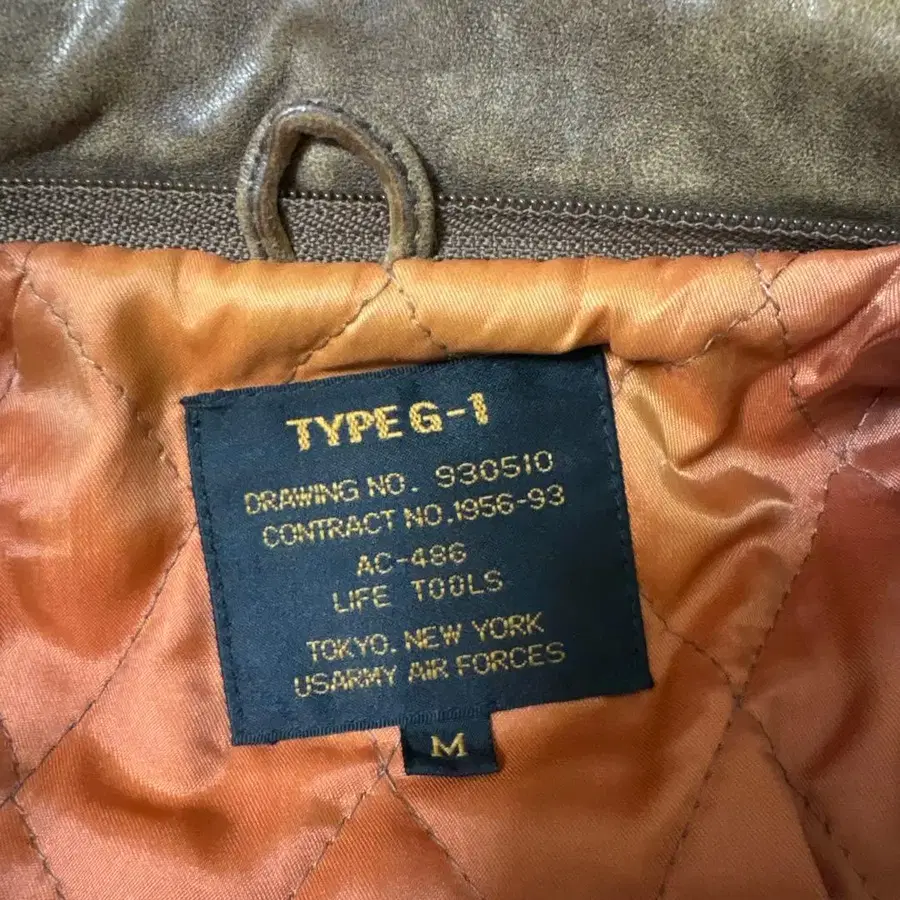 TYPE G-1
DRAWING NO. 930510
CONTRACT NO.1956-93
AC-486
LIFE TOOLS
TOKYO. NEW YORK
USARMY AIR FORCES
M